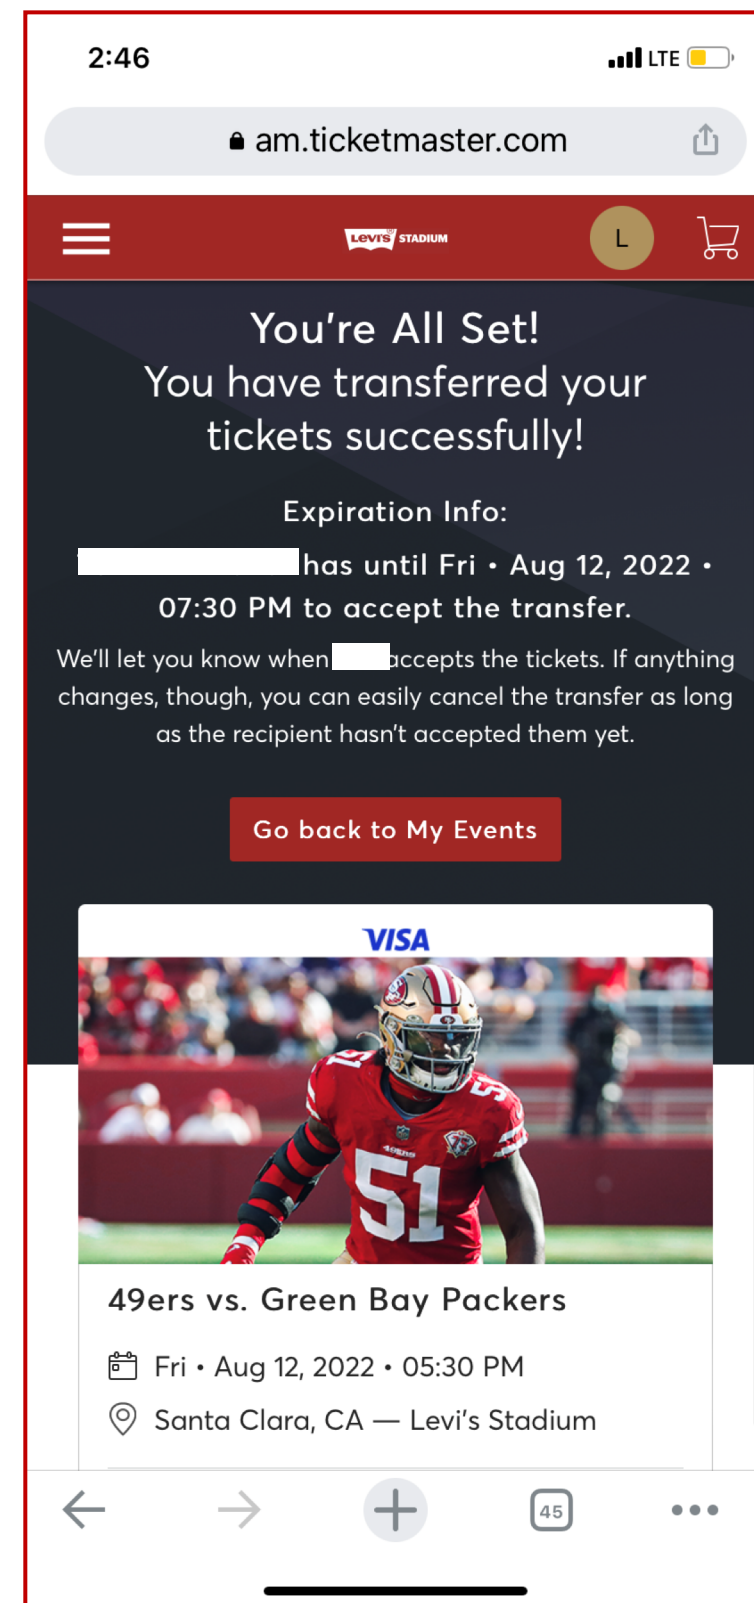 2:46 LTE
am.ticketmaster.com
LEVI'S STADIUM L
You're All Set!
You have transferred your
tickets successfully!
Expiration Info:
has until Fri • Aug 12, 2022 •
07:30 PM to accept the transfer.
We'll let you know when accepts the tickets. If anything
changes, though, you can easily cancel the transfer as long
as the recipient hasn't accepted them yet.
Go back to My Events
VISA
51
51
49ERS
51
49ers vs. Green Bay Packers
Fri • Aug 12, 2022 • 05:30 PM
Santa Clara, CA — Levi's Stadium
45